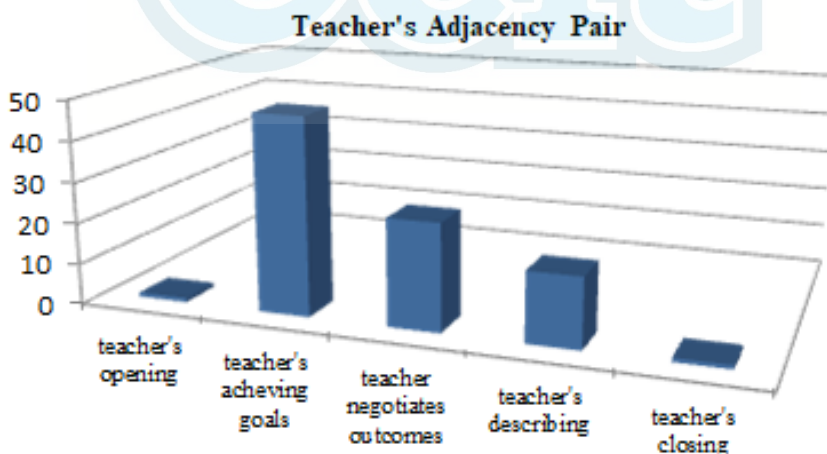 Teacher's Adjacency Pair
50
40
30
20
10
0
teacher's
opening
teacher's
acheving
goals
teacher
negotiates
outcomes
teacher's
describing
teacher's
closing